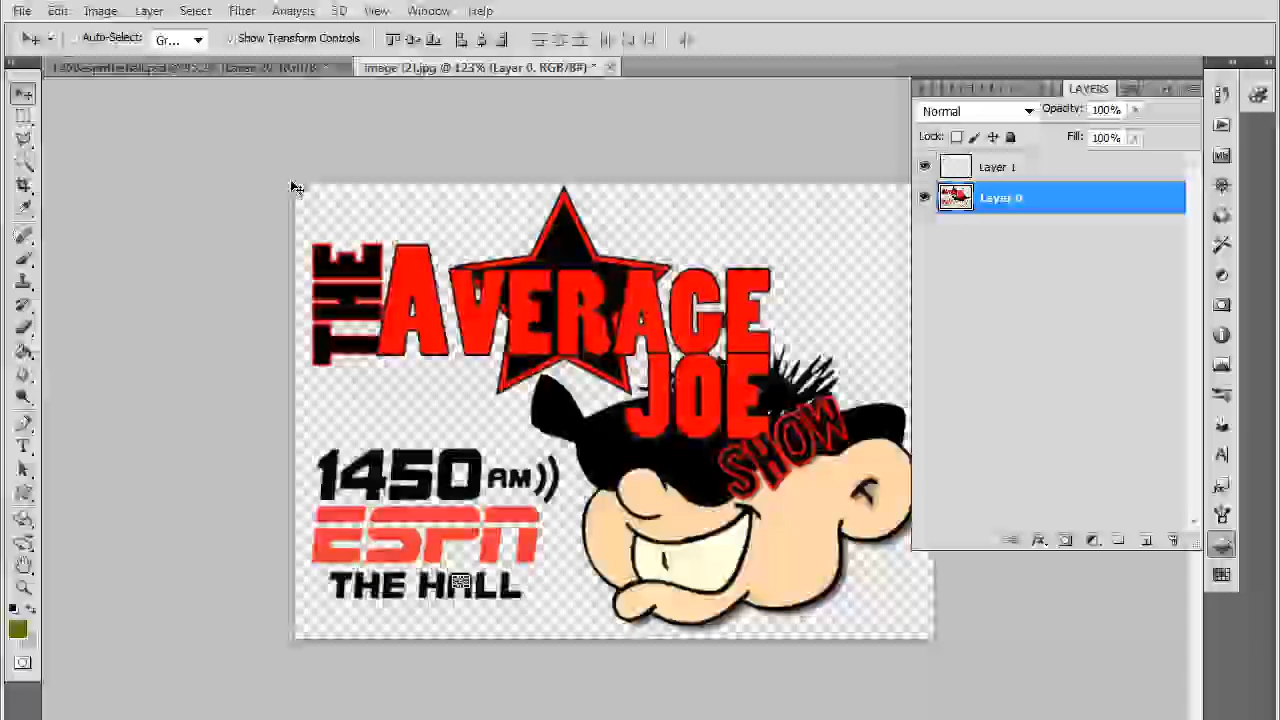 File Edit Image Layer Select Filter Analysis 3D View Window Help
Auto-Select: Gr... Show Transform Controls
image (2).jpg @ 123% (Layer 0, RGB/8#) *
LAYERS
Normal Opacity: 100%
Lock: Fill: 100%
Layer 1
Layer 0
THE AVERAGE
JOE
SHOW
1450 AM
ESPN
THE HALL